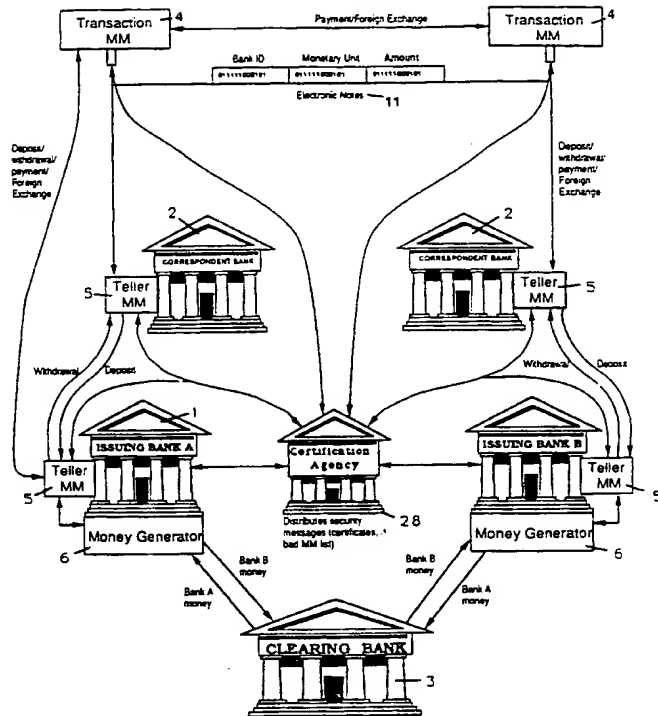 Transaction
MM
4
Payment/Foreign Exchange
Transaction
MM
4
Bank ID Monetary Unit Amount
Electronic Notes
11
Deposit/
withdrawal/
payment/
Foreign
Exchange
Deposit/
withdrawal/
payment/
Foreign
Exchange
2
CORRESPONDENT BANK
2
CORRESPONDENT BANK
5
Teller
MM
Teller
MM
5
Withdrawal
Deposit
Withdrawal
Deposit
1
ISSUING BANK A
Certification
Agency
ISSUING BANK B
Teller
MM
5
Teller
MM
5
28
Distributes security
messages (certificates,
bad MM list)
Money Generator
6
Money Generator
6
Bank B
money
Bank A
money
Bank B
money
Bank A
money
CLEARING BANK
3